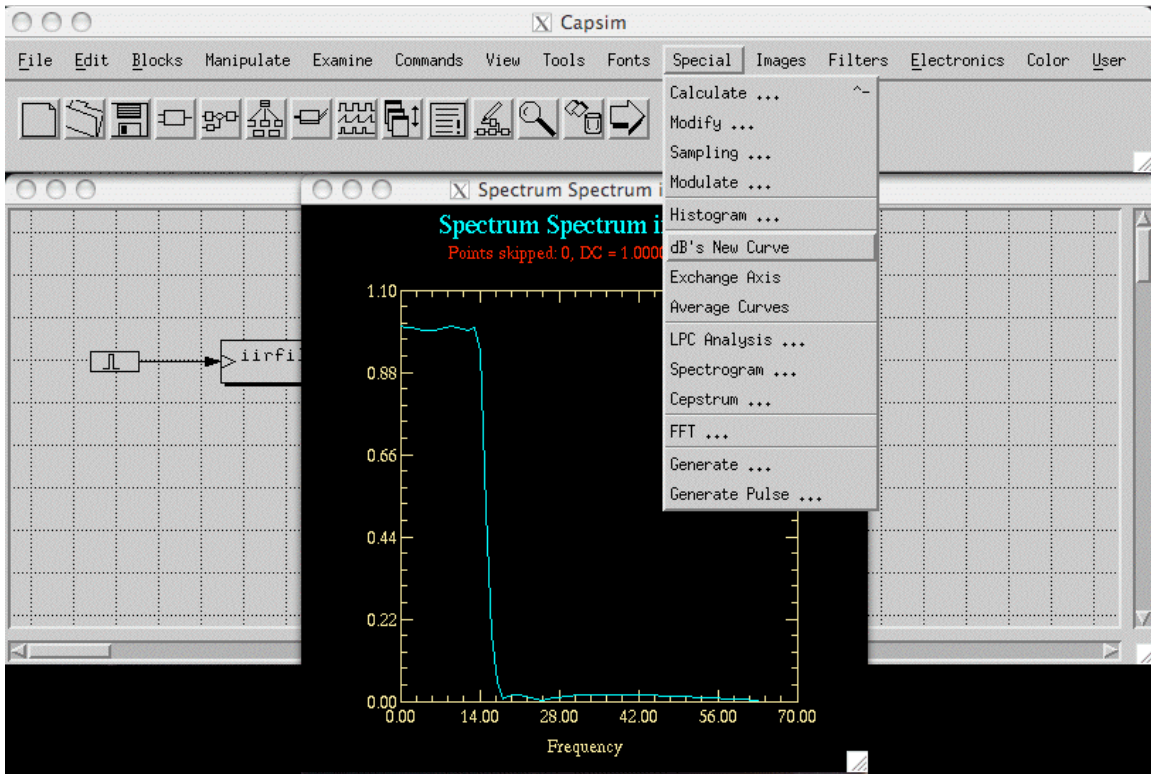 X Capsim
File Edit Blocks Manipulate Examine Commands View Tools Fonts Special Images Filters Electronics Color User
Calculate ... ^-
Modify ...
Sampling ...
Modulate ...
Histogram ...
dB's New Curve
Exchange Axis
Average Curves
LPC Analysis ...
Spectrogram ...
Cepstrum ...
FFT ...
Generate ...
Generate Pulse ...
X Spectrum Spectrum i
Spectrum Spectrum i
Points skipped: 0, DC = 1.0000
iirfi
1.10
0.88
0.66
0.44
0.22
0.00
0.00 14.00 28.00 42.00 56.00 70.00
Frequency